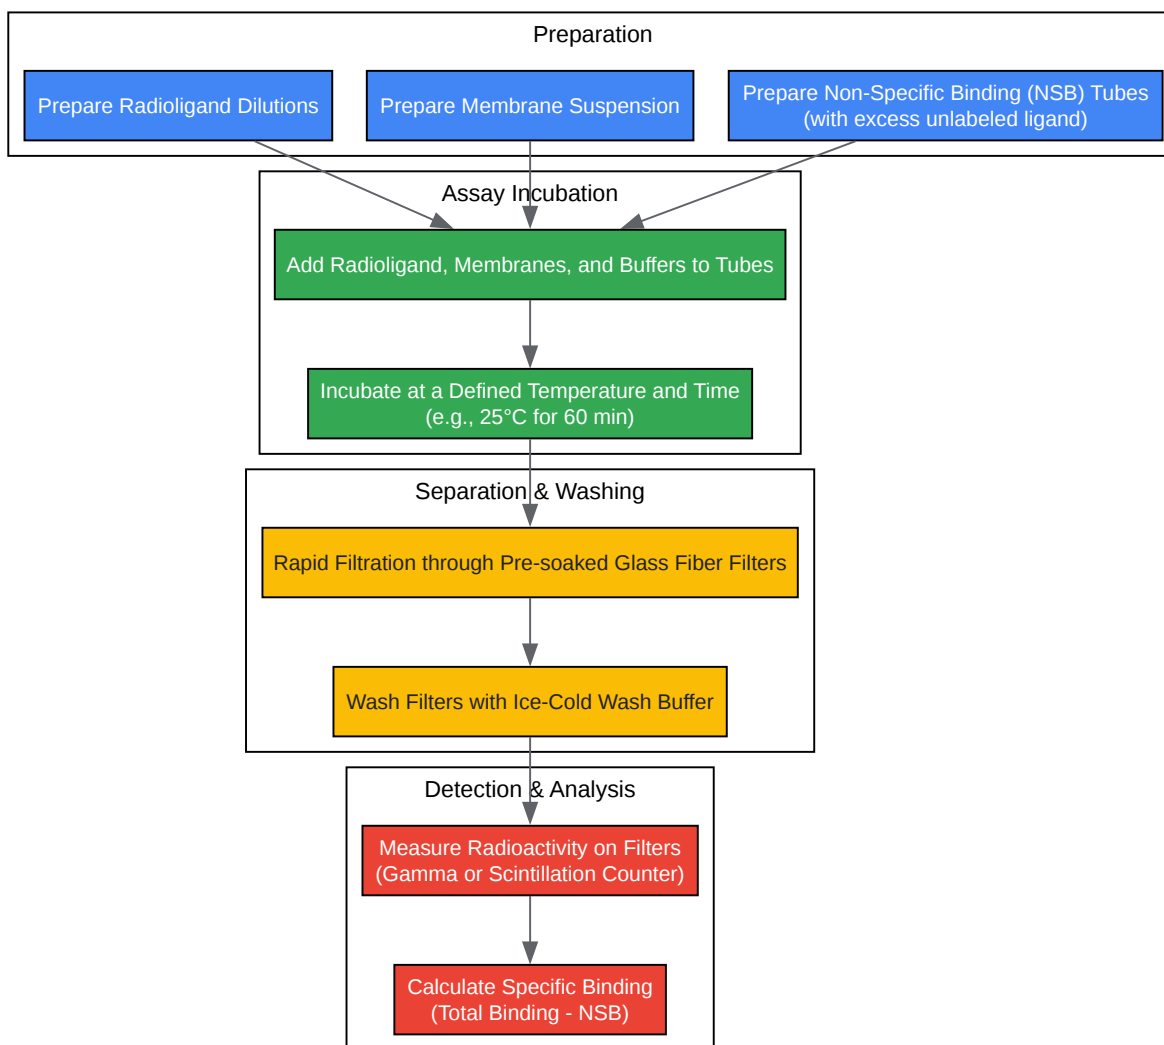 Preparation
Prepare Radioligand Dilutions
Prepare Membrane Suspension
Prepare Non-Specific Binding (NSB) Tubes
(with excess unlabeled ligand)
Assay Incubation
Add Radioligand, Membranes, and Buffers to Tubes
Incubate at a Defined Temperature and Time
(e.g., 25°C for 60 min)
Separation & Washing
Rapid Filtration through Pre-soaked Glass Fiber Filters
Wash Filters with Ice-Cold Wash Buffer
Detection & Analysis
Measure Radioactivity on Filters
(Gamma or Scintillation Counter)
Calculate Specific Binding
(Total Binding - NSB)